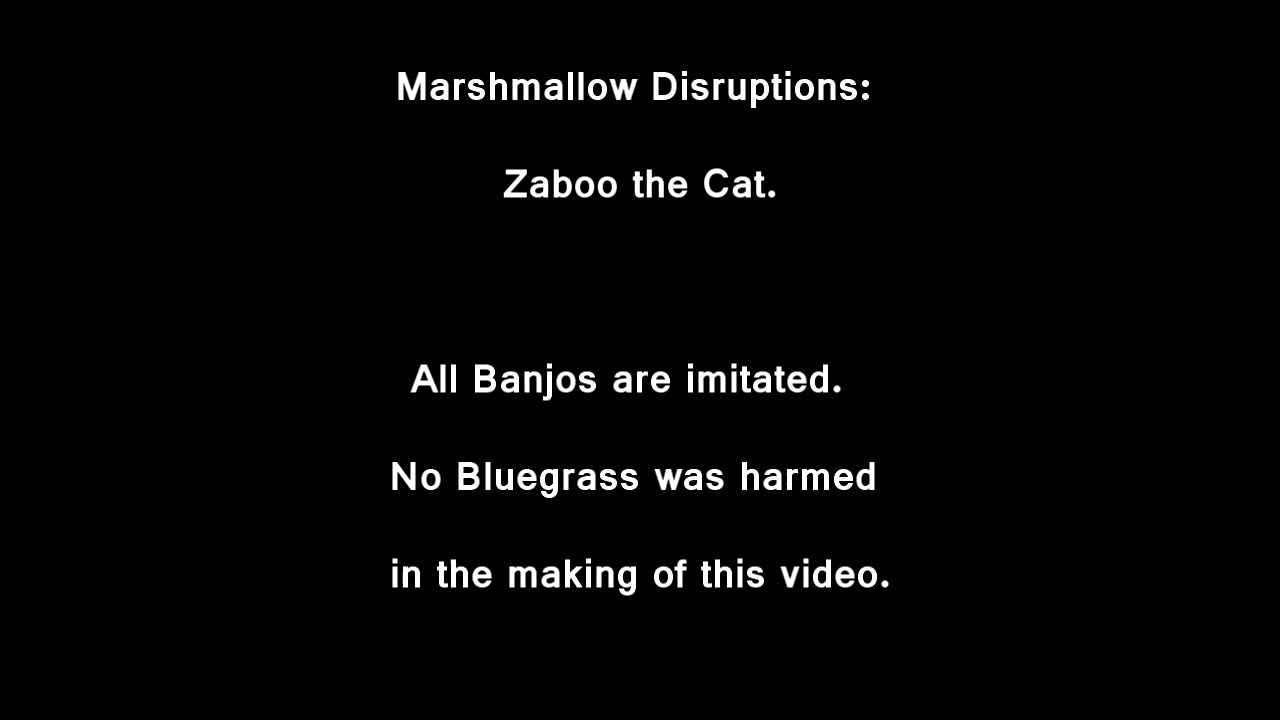 Marshmallow Disruptions:
Zaboo the Cat.
All Banjos are imitated.
No Bluegrass was harmed
in the making of this video.